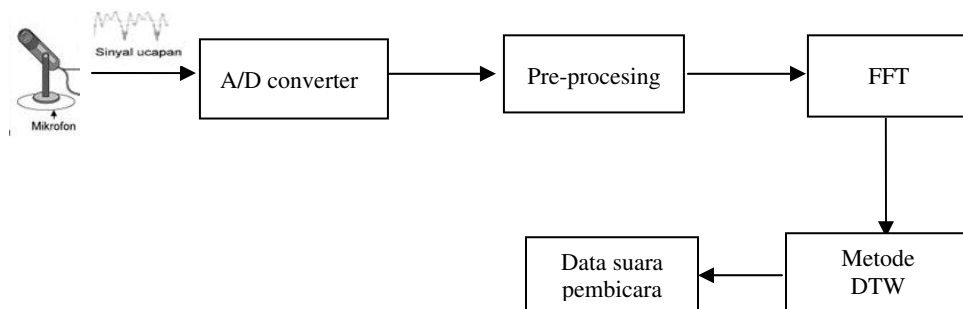 Sinyal ucapan
Mikrofon
A/D converter
Pre-procesing
FFT
Metode
DTW
Data suara
pembicara